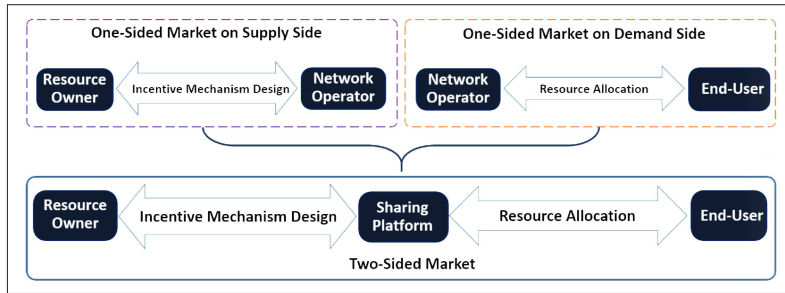 One-Sided Market on Supply Side
Resource
Owner
Incentive Mechanism Design
Network
Operator
One-Sided Market on Demand Side
Network
Operator
Resource Allocation
End-User
Resource
Owner
Incentive Mechanism Design
Sharing
Platform
Resource Allocation
End-User
Two-Sided Market